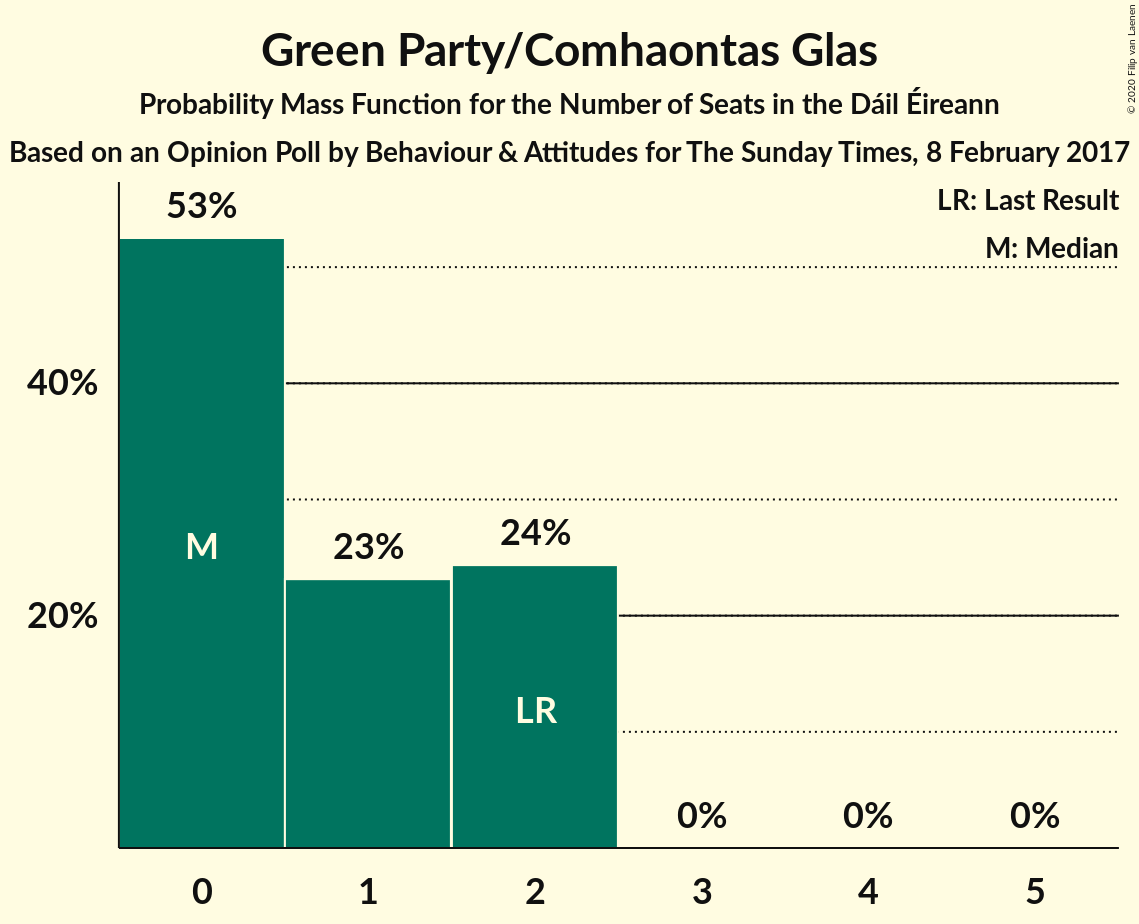 Green Party/Comhaontas Glas
Probability Mass Function for the Number of Seats in the Dáil Éireann
Based on an Opinion Poll by Behaviour & Attitudes for The Sunday Times, 8 February 2017
© 2020 Filip van Laenen
LR: Last Result
M: Median
53%
40%
M
23%
24%
20%
LR
0%
0%
0%
0
1
2
3
4
5